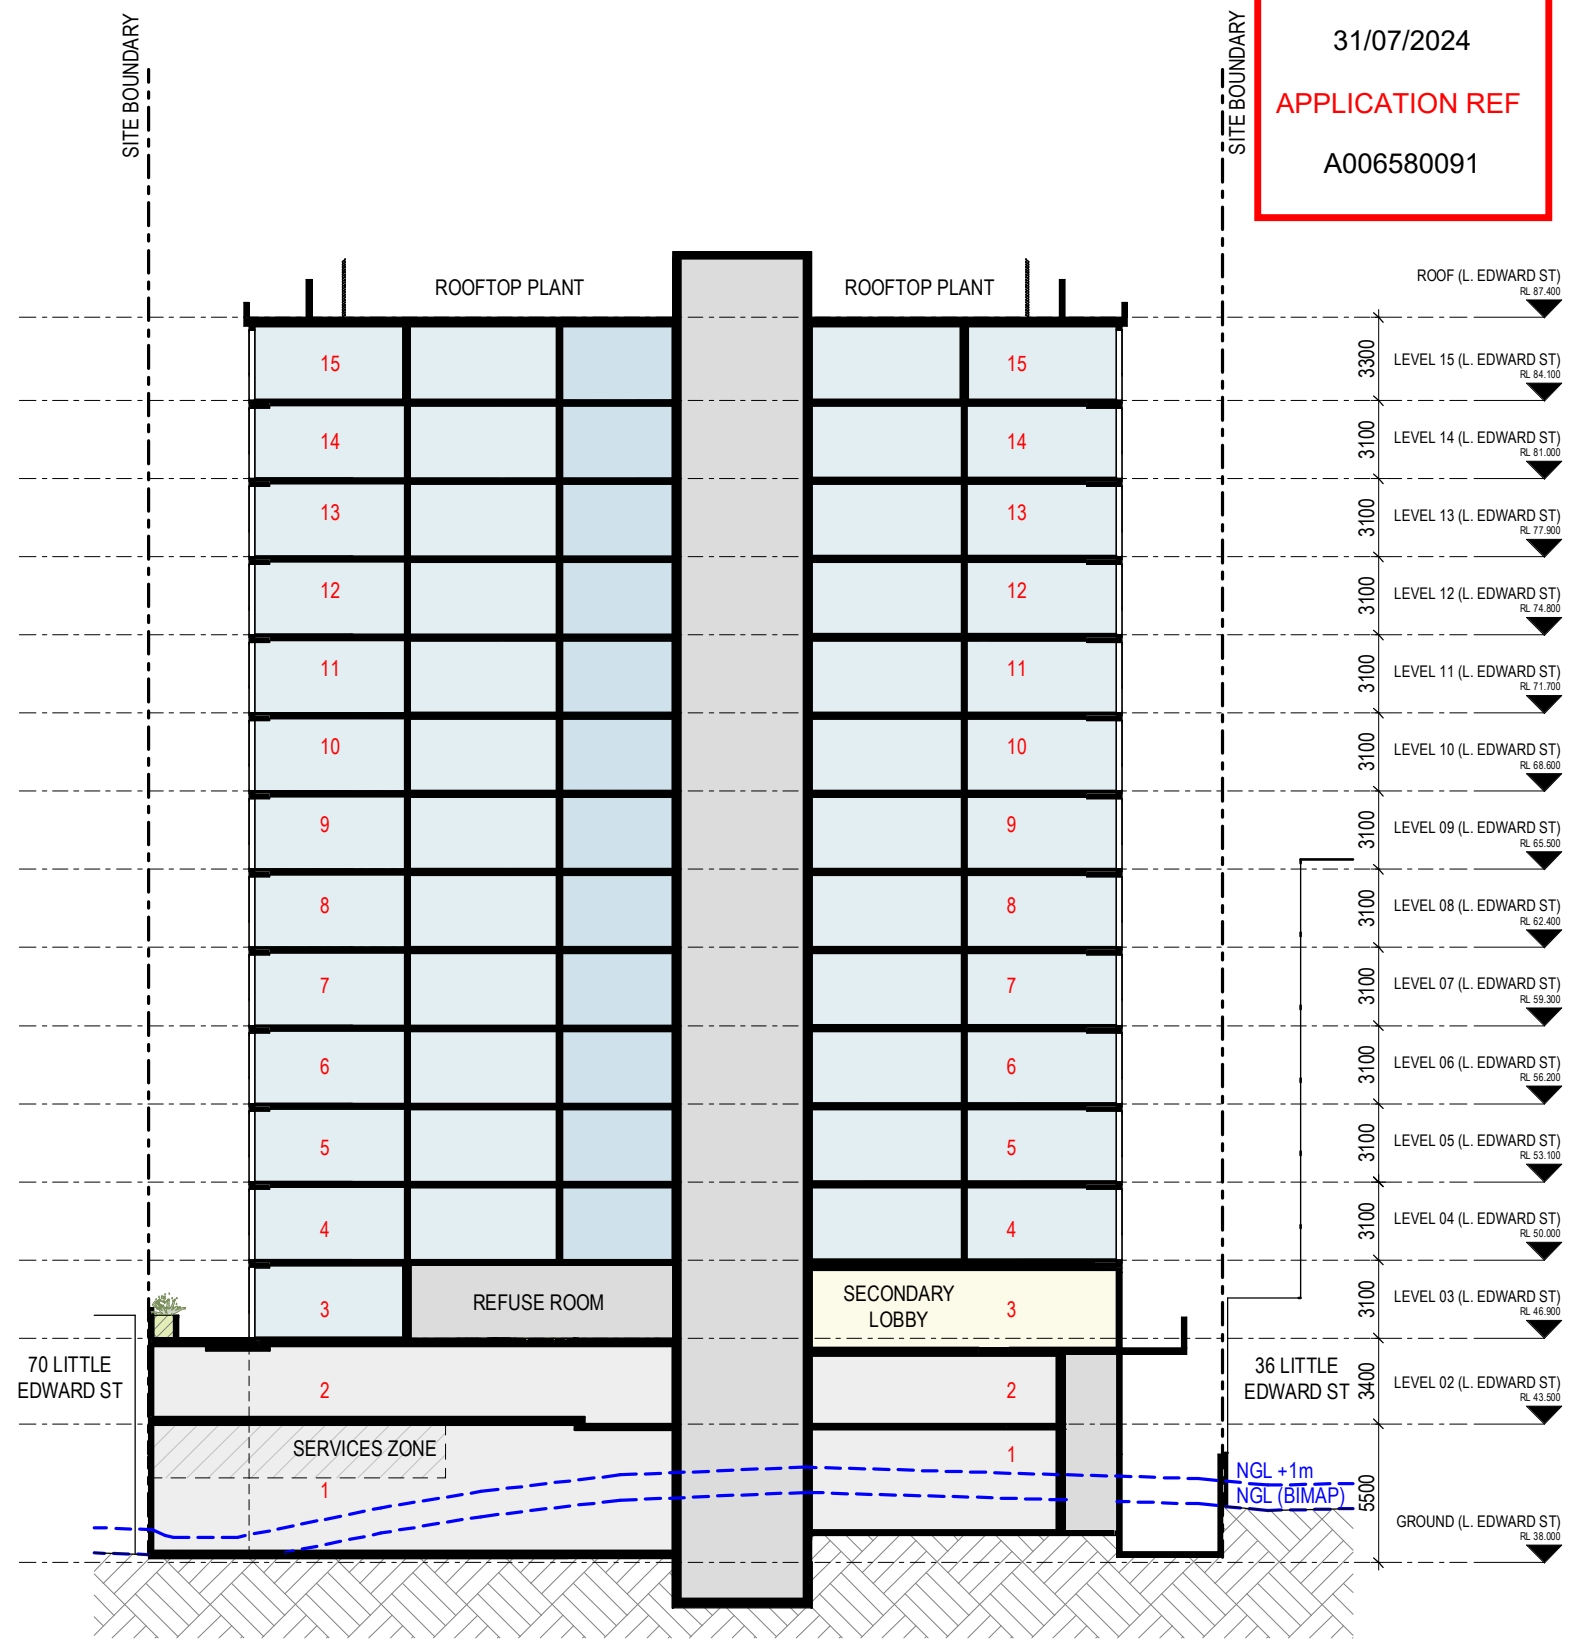 SITE BOUNDARY
SITE BOUNDARY
31/07/2024
APPLICATION REF
A006580091
ROOFTOP PLANT
ROOFTOP PLANT
ROOF (L. EDWARD ST)
RL 87.400
15
15
3300
LEVEL 15 (L. EDWARD ST)
RL 84.100
14
14
3100
LEVEL 14 (L. EDWARD ST)
RL 81.000
13
13
3100
LEVEL 13 (L. EDWARD ST)
RL 77.900
12
12
3100
LEVEL 12 (L. EDWARD ST)
RL 74.800
11
11
3100
LEVEL 11 (L. EDWARD ST)
RL 71.700
10
10
3100
LEVEL 10 (L. EDWARD ST)
RL 68.600
9
9
3100
LEVEL 09 (L. EDWARD ST)
RL 65.500
8
8
3100
LEVEL 08 (L. EDWARD ST)
RL 62.400
7
7
3100
LEVEL 07 (L. EDWARD ST)
RL 59.300
6
6
3100
LEVEL 06 (L. EDWARD ST)
RL 56.200
5
5
3100
LEVEL 05 (L. EDWARD ST)
RL 53.100
4
4
3100
LEVEL 04 (L. EDWARD ST)
RL 50.000
3
REFUSE ROOM
SECONDARY
LOBBY
3
3100
LEVEL 03 (L. EDWARD ST)
RL 46.900
70 LITTLE
EDWARD ST
2
2
36 LITTLE
EDWARD ST
3400
LEVEL 02 (L. EDWARD ST)
RL 43.500
SERVICES ZONE
1
1
NGL +1m
NGL (BIMAP)
5500
GROUND (L. EDWARD ST)
RL 38.000